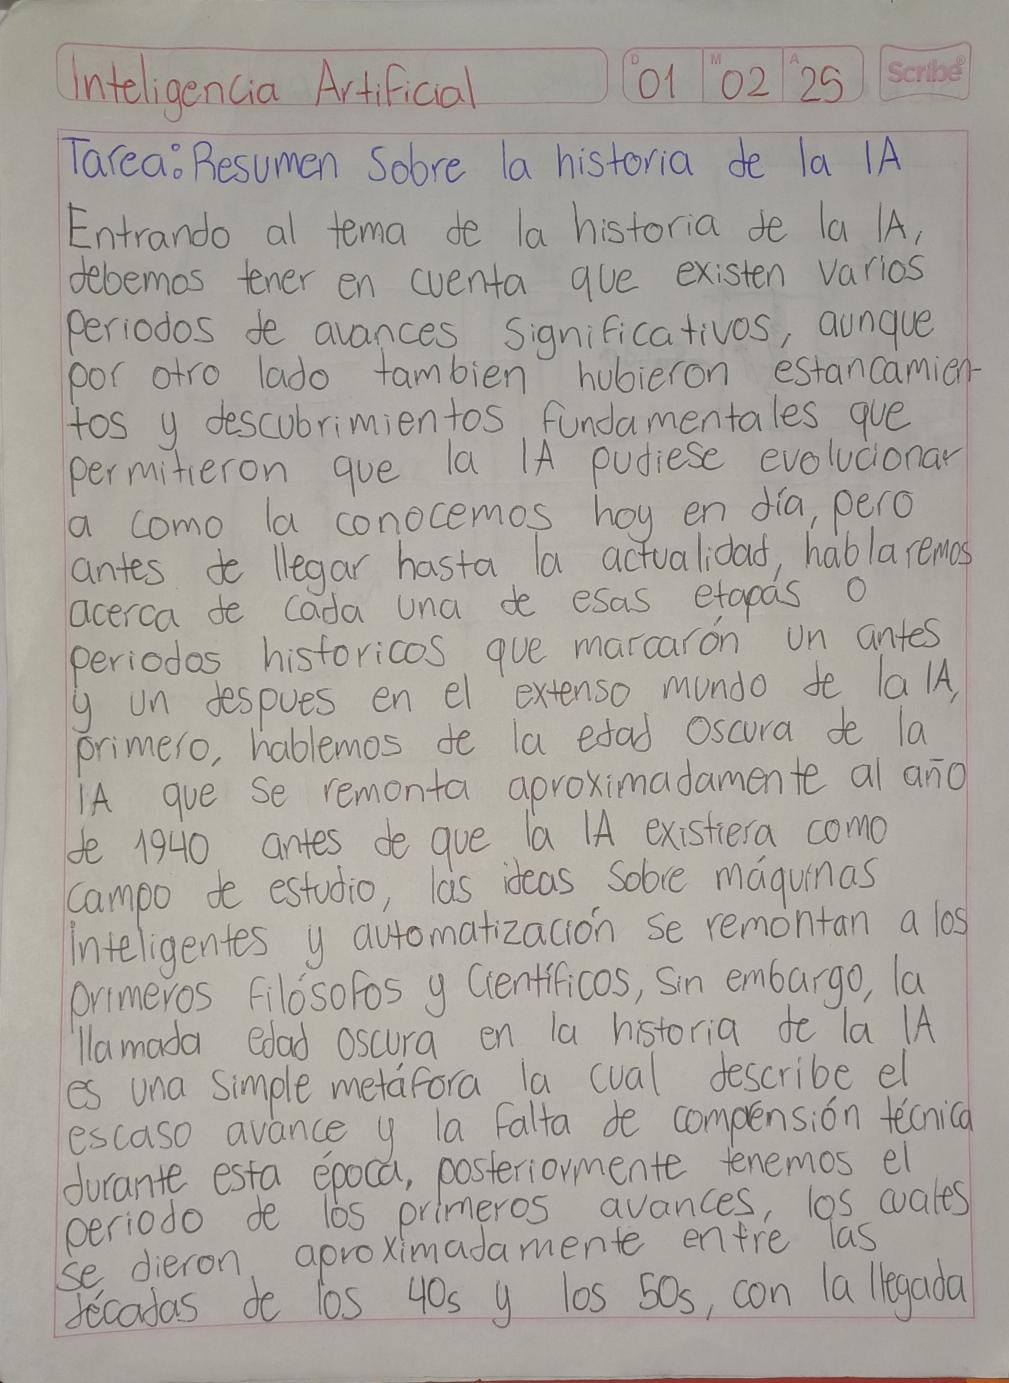 Inteligencia Artificial
D 01 M 02 A 25
Scribe®
Tarea: Resumen Sobre la historia de la IA
Entrando al tema de la historia de la IA,
debemos tener en cuenta que existen varios
periodos de avances significativos, aunque
por otro lado tambien hubieron estancamien-
tos y descubrimientos fundamentales que
permitieron que la IA pudiese evolucionar
a como la conocemos hoy en día, pero
antes de llegar hasta la actualidad, hablaremos
acerca de cada una de esas etapás o
periodos historicos que marcarón un antes
y un despues en el extenso mundo de la IA,
primero, hablemos de la edad oscura de la
IA que se remonta aproximadamente al año
de 1940 antes de que la IA existiera como
campo de estudio, las ideas sobre máquinas
inteligentes y automatización se remontan a los
primeros filósofos y científicos, sin embargo, la
llamada edad oscura en la historia de la IA
es una simple metáfora la cual describe el
escaso avance y la falta de compensión técnica
durante esta época, posteriormente tenemos el
periodo de los primeros avances, los cuales
se dieron aproximadamente entre las
décadas de los 40s y los 50s, con la llegada